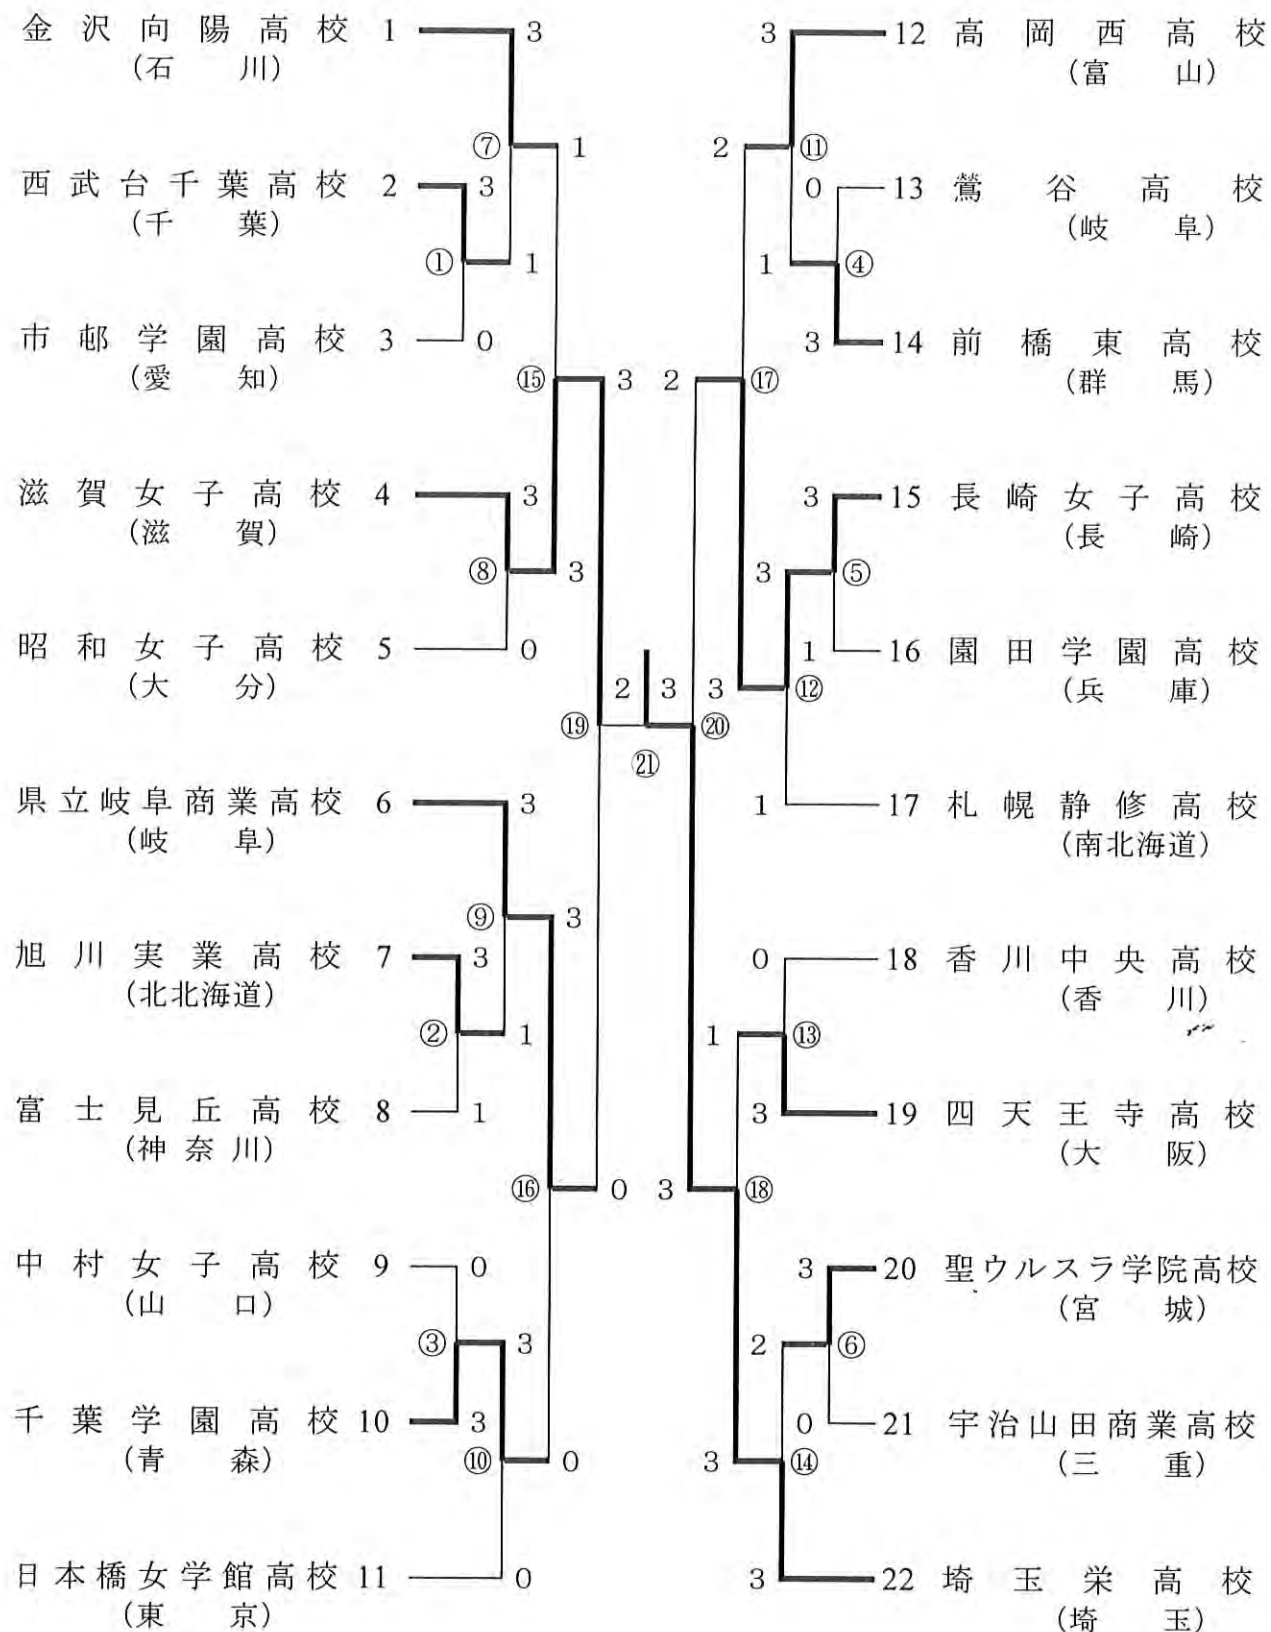 金沢向陽高校 1 3
(石川)
⑦ 1
西武台千葉高校 2 3
(千葉)
① 1
市邨学園高校 3 0
(愛知)
⑮ 3
滋賀女子高校 4 3
(滋賀)
⑧ 3
昭和女子高校 5 0
(大分)
⑲ 2
県立岐阜商業高校 6 3
(岐阜)
⑨ 3
旭川実業高校 7 3
(北北海道)
② 1
富士見丘高校 8 1
(神奈川)
⑯ 0
中村女子高校 9 0
(山口)
③ 3
千葉学園高校 10 3
(青森)
⑩ 0
日本橋女学館高校 11 0
(東京)
㉑
3 12 高岡西高校
(富山)
2 ⑪
0 13 鶯谷高校
(岐阜)
1 ④
3 14 前橋東高校
(群馬)
2 ⑰
3 15 長崎女子高校
(長崎)
3 ⑤
1 16 園田学園高校
(兵庫)
3 ⑫
3 ⑳
1 17 札幌静修高校
(南北海道)
0 18 香川中央高校
(香川)
1 ⑬
3 19 四天王寺高校
(大阪)
3 ⑱
3 20 聖ウルスラ学院高校
(宮城)
2 ⑥
0 21 宇治山田商業高校
(三重)
3 ⑭
3 22 埼玉栄高校
(埼玉)